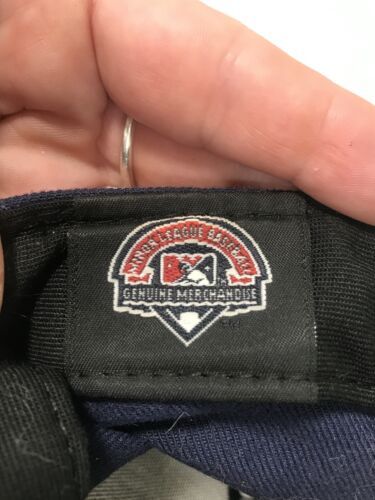 MINOR LEAGUE BASEBALL
GENUINE MERCHANDISE